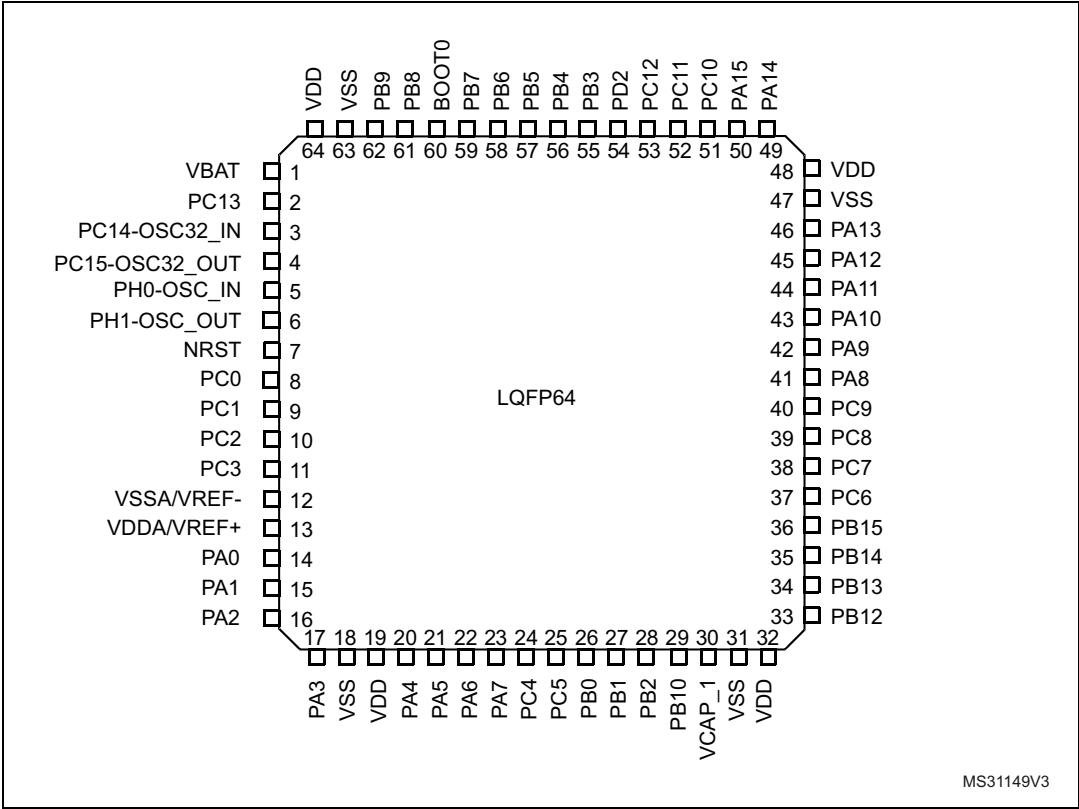 VDD VSS PB9 PB8 BOOT0 PB7 PB6 PB5 PB4 PB3 PD2 PC12 PC11 PC10 PA15 PA14
64 63 62 61 60 59 58 57 56 55 54 53 52 51 50 49
VBAT 1
PC13 2
PC14-OSC32_IN 3
PC15-OSC32_OUT 4
PH0-OSC_IN 5
PH1-OSC_OUT 6
NRST 7
PC0 8
PC1 9
PC2 10
PC3 11
VSSA/VREF- 12
VDDA/VREF+ 13
PA0 14
PA1 15
PA2 16
LQFP64
48 VDD
47 VSS
46 PA13
45 PA12
44 PA11
43 PA10
42 PA9
41 PA8
40 PC9
39 PC8
38 PC7
37 PC6
36 PB15
35 PB14
34 PB13
33 PB12
17 18 19 20 21 22 23 24 25 26 27 28 29 30 31 32
PA3 VSS VDD PA4 PA5 PA6 PA7 PC4 PC5 PB0 PB1 PB2 PB10 VCAP_1 VSS VDD
MS31149V3